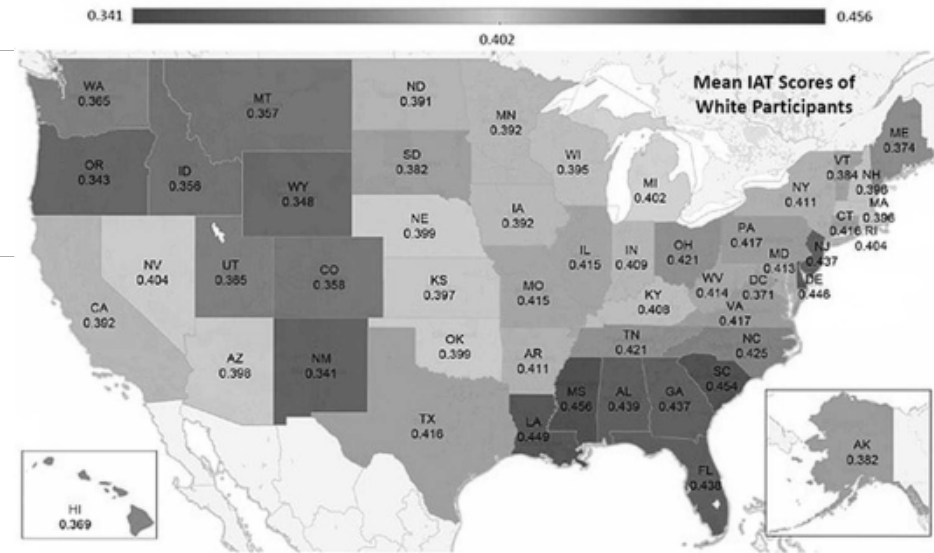 0.341 0.456
0.402
Mean IAT Scores of
White Participants
WA
0.365
MT
0.357
ND
0.391
MN
0.392
OR
0.343
ID
0.356
WY
0.348
SD
0.382
WI
0.395
MI
0.402
ME
0.374
VT
0.384
NH
0.396
NY
0.411
MA
0.396
CT
0.416
RI
0.404
NE
0.399
IA
0.392
PA
0.417
NJ
0.437
NV
0.404
UT
0.365
CO
0.358
KS
0.397
MO
0.415
IL
0.415
IN
0.409
OH
0.421
WV
0.414
MD
0.413
DC
0.371
DE
0.446
VA
0.417
KY
0.408
CA
0.392
AZ
0.398
NM
0.341
OK
0.399
AR
0.411
TN
0.421
NC
0.425
SC
0.454
TX
0.416
LA
0.449
MS
0.456
AL
0.439
GA
0.437
FL
0.438
HI
0.369
AK
0.382